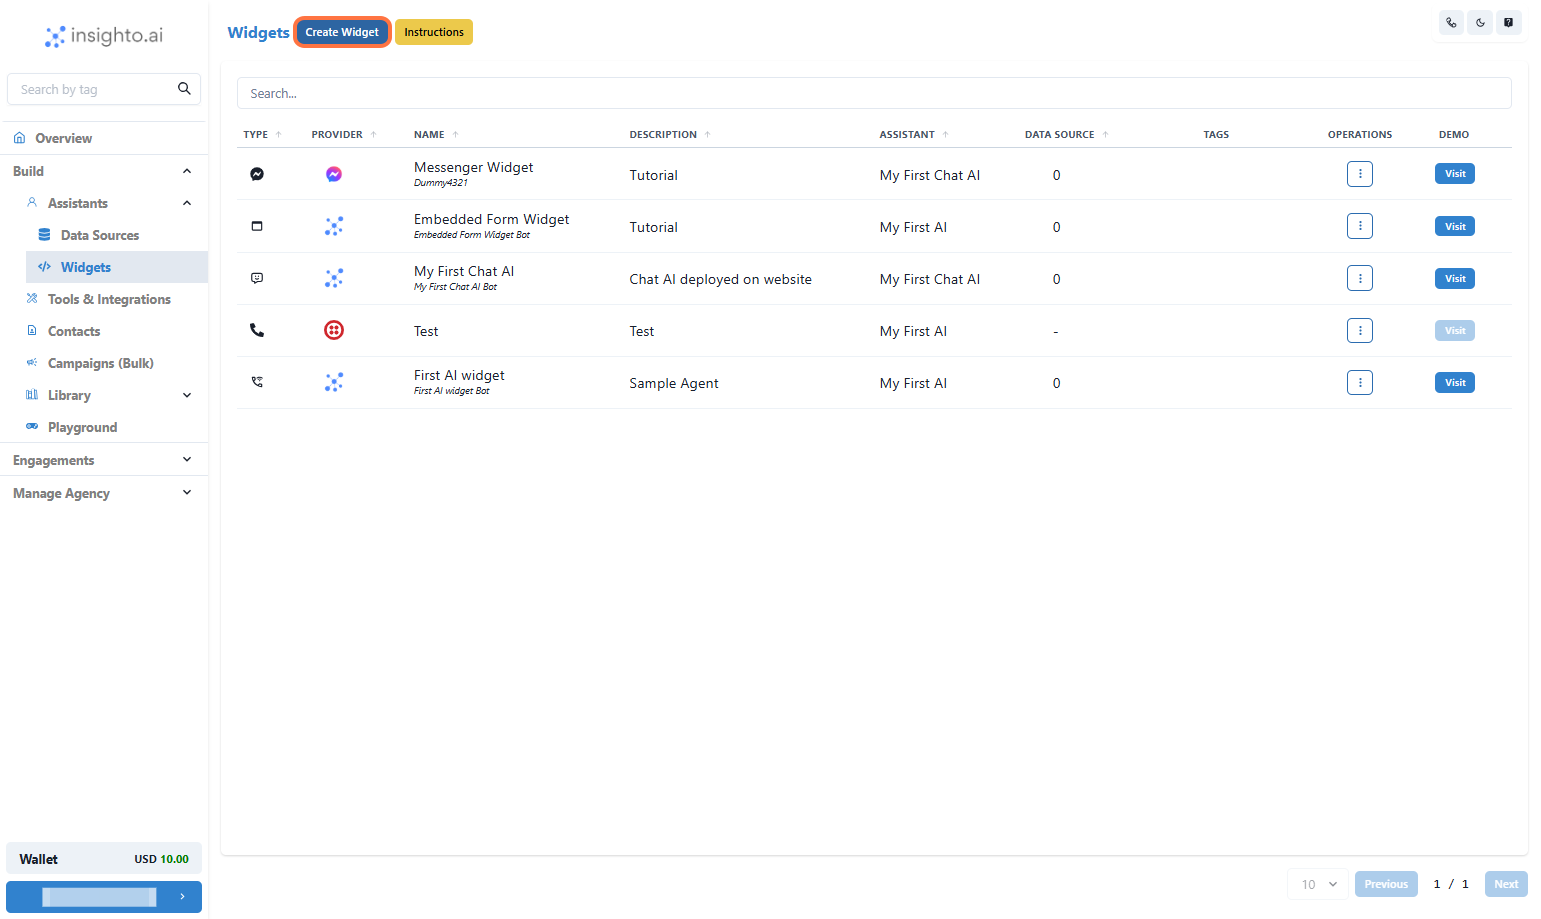 insighto.ai
Search by tag
Overview
Build
Assistants
Data Sources
Widgets
Tools & Integrations
Contacts
Campaigns (Bulk)
Library
Playground
Engagements
Manage Agency
Wallet USD 10.00
Widgets Create Widget Instructions
Search...
TYPE PROVIDER NAME DESCRIPTION ASSISTANT DATA SOURCE TAGS OPERATIONS DEMO
Messenger Widget
Dummy4321
Tutorial My First Chat AI 0 Visit
Embedded Form Widget
Embedded Form Widget Bot
Tutorial My First AI 0 Visit
My First Chat AI
My First Chat AI Bot
Chat AI deployed on website My First Chat AI 0 Visit
Test Test My First AI - Visit
First AI widget
First AI widget Bot
Sample Agent My First AI 0 Visit
10 Previous 1 / 1 Next